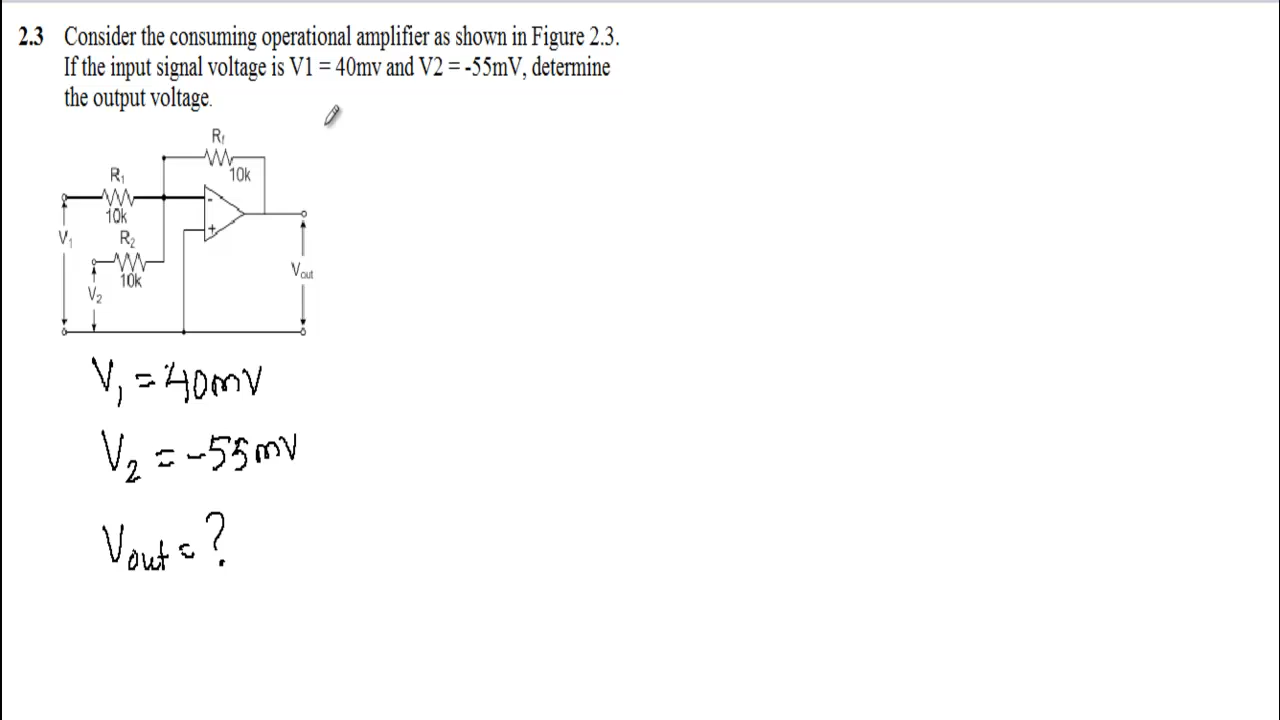 2.3 Consider the consuming operational amplifier as shown in Figure 2.3.
If the input signal voltage is V1 = 40mv and V2 = -55mV, determine
the output voltage.
Rf
10k
R1
10k
-
+
V1
R2
10k
V2
Vout
V1 = 40mV
V2 = -55mV
Vout = ?